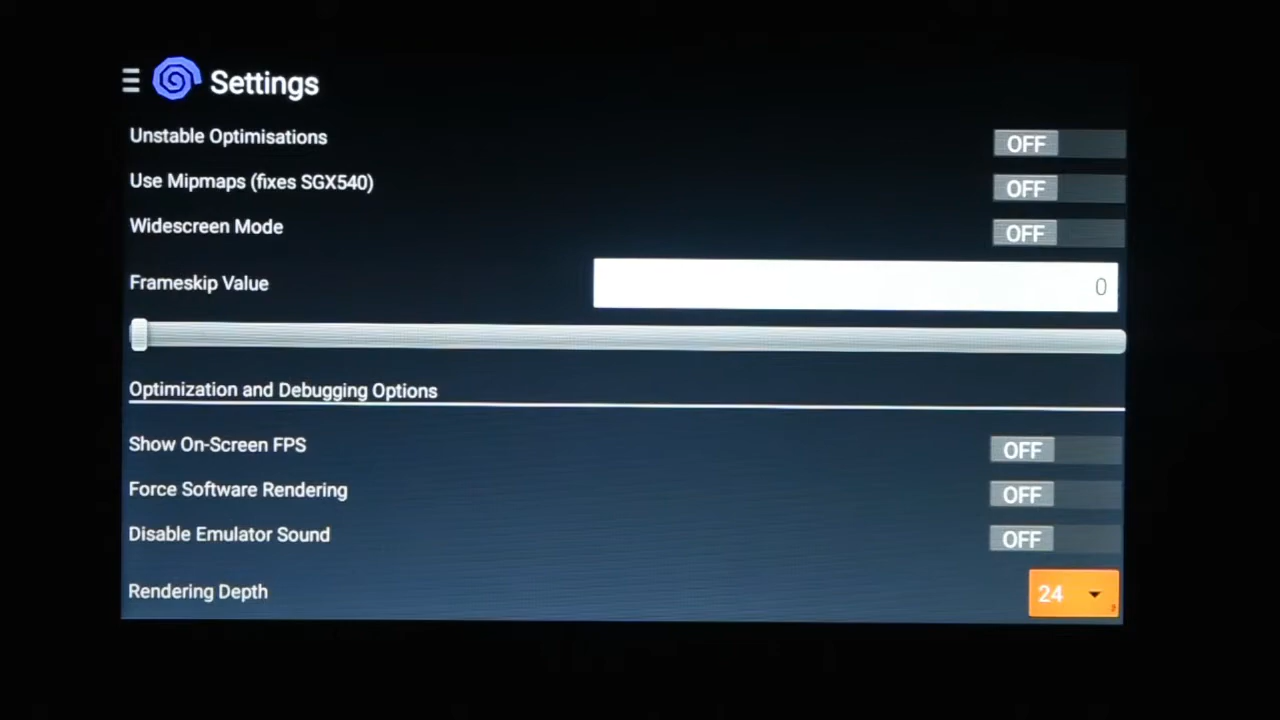 Settings
Unstable Optimisations OFF
Use Mipmaps (fixes SGX540) OFF
Widescreen Mode OFF
Frameskip Value 0
Optimization and Debugging Options
Show On-Screen FPS OFF
Force Software Rendering OFF
Disable Emulator Sound OFF
Rendering Depth 24